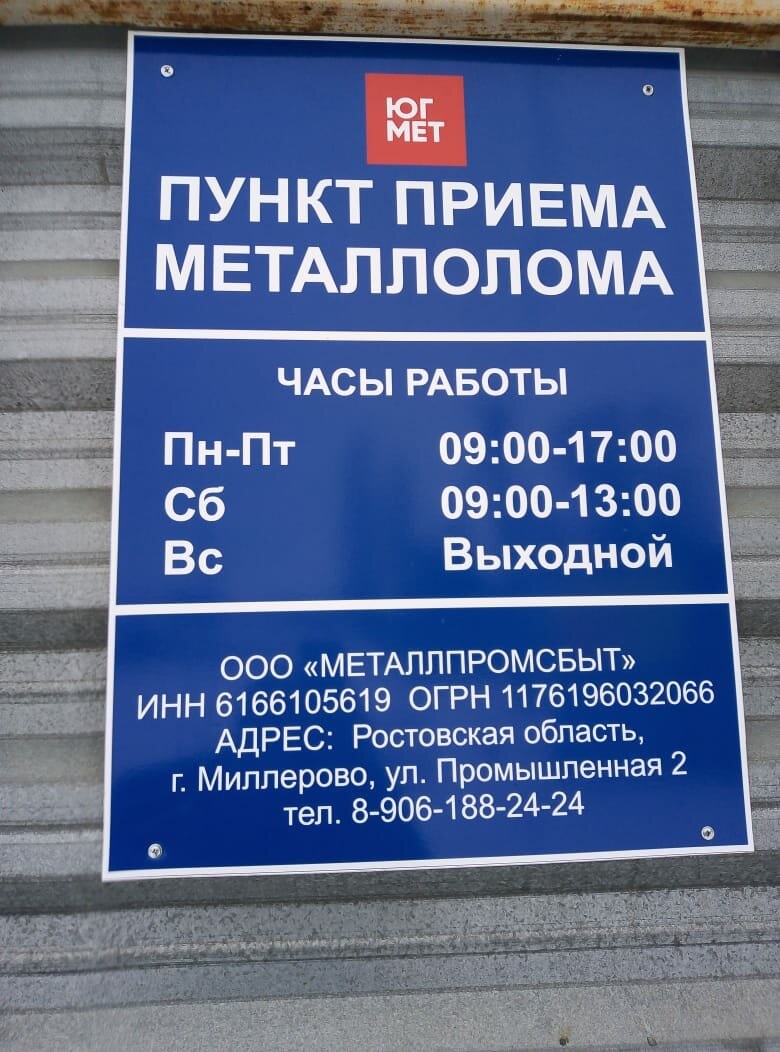 ЮГ
МЕТ
ПУНКТ ПРИЕМА
МЕТАЛЛОЛОМА
ЧАСЫ РАБОТЫ
Пн-Пт 09:00-17:00
Сб 09:00-13:00
Вс Выходной
ООО «МЕТАЛЛПРОМСБЫТ»
ИНН 6166105619 ОГРН 1176196032066
АДРЕС: Ростовская область,
г. Миллерово, ул. Промышленная 2
тел. 8-906-188-24-24